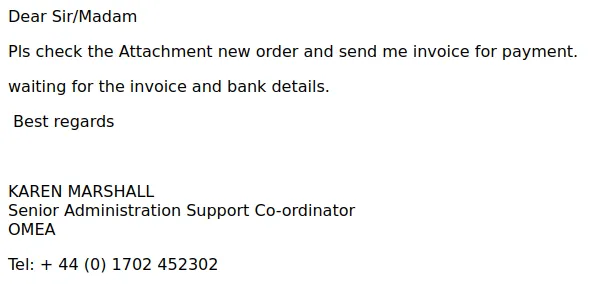 Dear Sir/Madam
Pls check the Attachment new order and send me invoice for payment.
waiting for the invoice and bank details.
Best regards
KAREN MARSHALL
Senior Administration Support Co-ordinator
OMEA
Tel: + 44 (0) 1702 452302